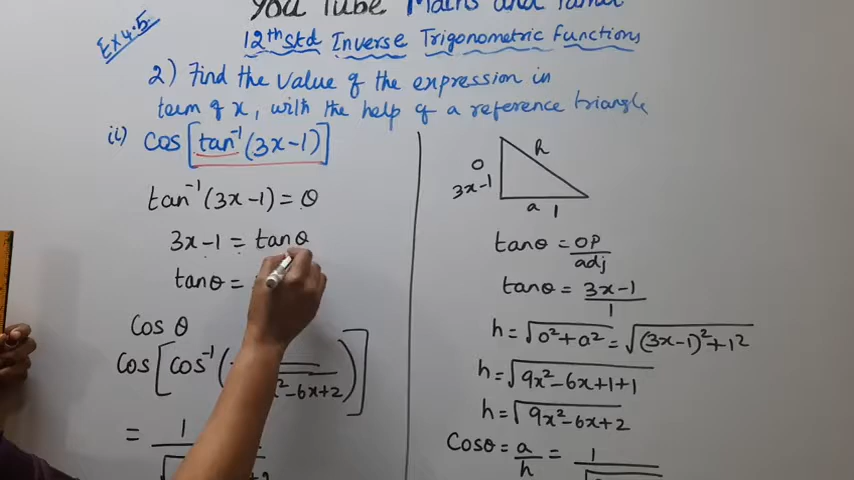 You Tube Maths and Tamil
Ex 4.5
12th std Inverse Trigonometric Functions
2) Find the value of the expression in
term of x, with the help of a reference triangle
ii) cos[tan⁻¹(3x-1)]
tan⁻¹(3x-1) = θ
3x-1 = tanθ
tanθ =
Cos θ
cos[cos⁻¹(
x²-6x+2)]
= 1
2
o
3x-1
h
a 1
tanθ = OP/adj
tanθ = 3x-1/1
h = √o²+a² = √(3x-1)²+1²
h = √9x²-6x+1+1
h = √9x²-6x+2
Cosθ = a/h = 1/√